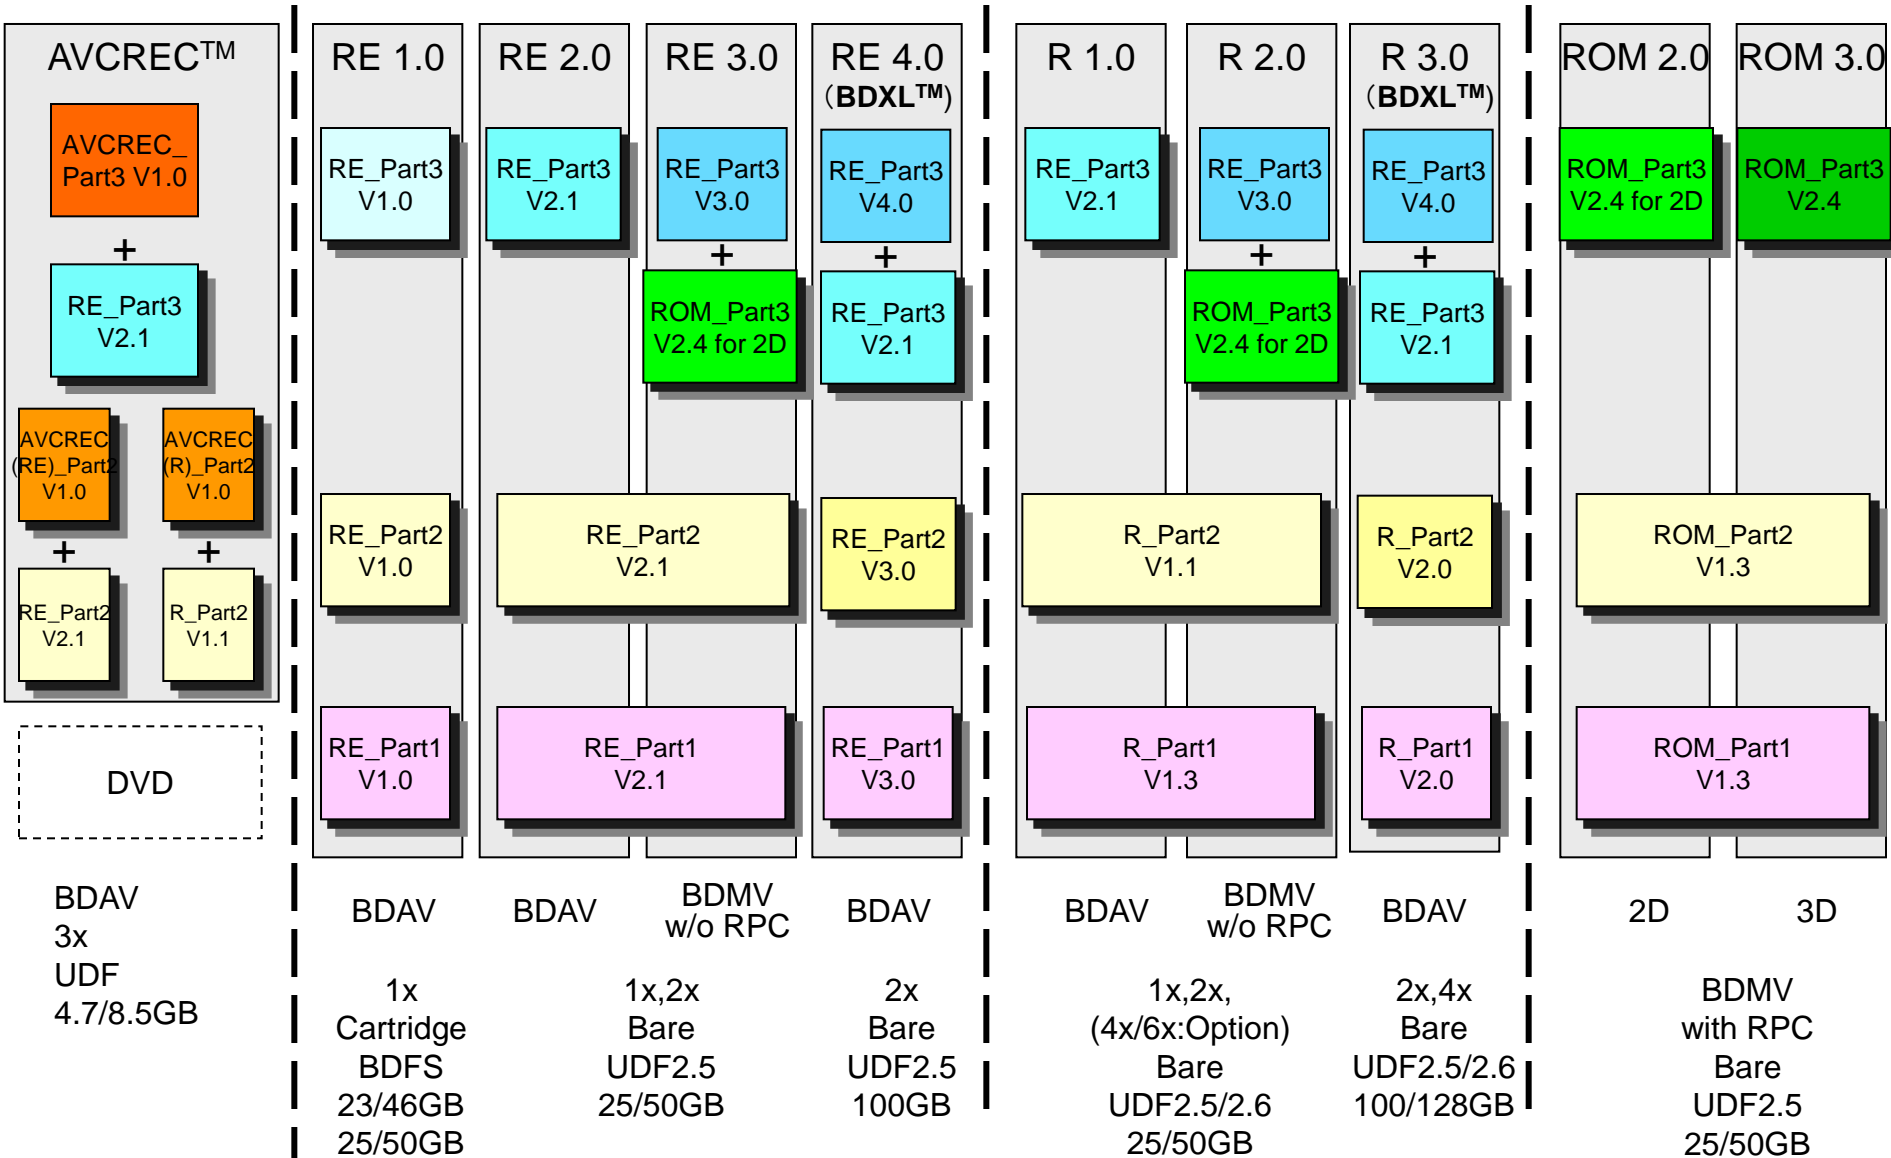 AVCREC™
AVCREC_
Part3 V1.0
+
RE_Part3
V2.1
AVCREC
(RE)_Part2
V1.0
+
RE_Part2
V2.1
AVCREC
(R)_Part2
V1.0
+
R_Part2
V1.1
DVD
BDAV
3x
UDF
4.7/8.5GB
RE 1.0
RE_Part3
V1.0
RE_Part2
V1.0
RE_Part1
V1.0
BDAV
1x
Cartridge
BDFS
23/46GB
25/50GB
RE 2.0
RE_Part3
V2.1
RE 3.0
RE_Part3
V3.0
+
ROM_Part3
V2.4 for 2D
RE_Part2
V2.1
RE_Part1
V2.1
BDAV
BDMV
w/o RPC
1x,2x
Bare
UDF2.5
25/50GB
RE 4.0
(BDXL™)
RE_Part3
V4.0
+
RE_Part3
V2.1
RE_Part2
V3.0
RE_Part1
V3.0
BDAV
2x
Bare
UDF2.5
100GB
R 1.0
RE_Part3
V2.1
R 2.0
RE_Part3
V3.0
+
ROM_Part3
V2.4 for 2D
R_Part2
V1.1
R_Part1
V1.3
BDAV
BDMV
w/o RPC
1x,2x,
(4x/6x:Option)
Bare
UDF2.5/2.6
25/50GB
R 3.0
(BDXL™)
RE_Part3
V4.0
+
RE_Part3
V2.1
R_Part2
V2.0
R_Part1
V2.0
BDAV
2x,4x
Bare
UDF2.5/2.6
100/128GB
ROM 2.0
ROM_Part3
V2.4 for 2D
ROM 3.0
ROM_Part3
V2.4
ROM_Part2
V1.3
ROM_Part1
V1.3
2D
3D
BDMV
with RPC
Bare
UDF2.5
25/50GB